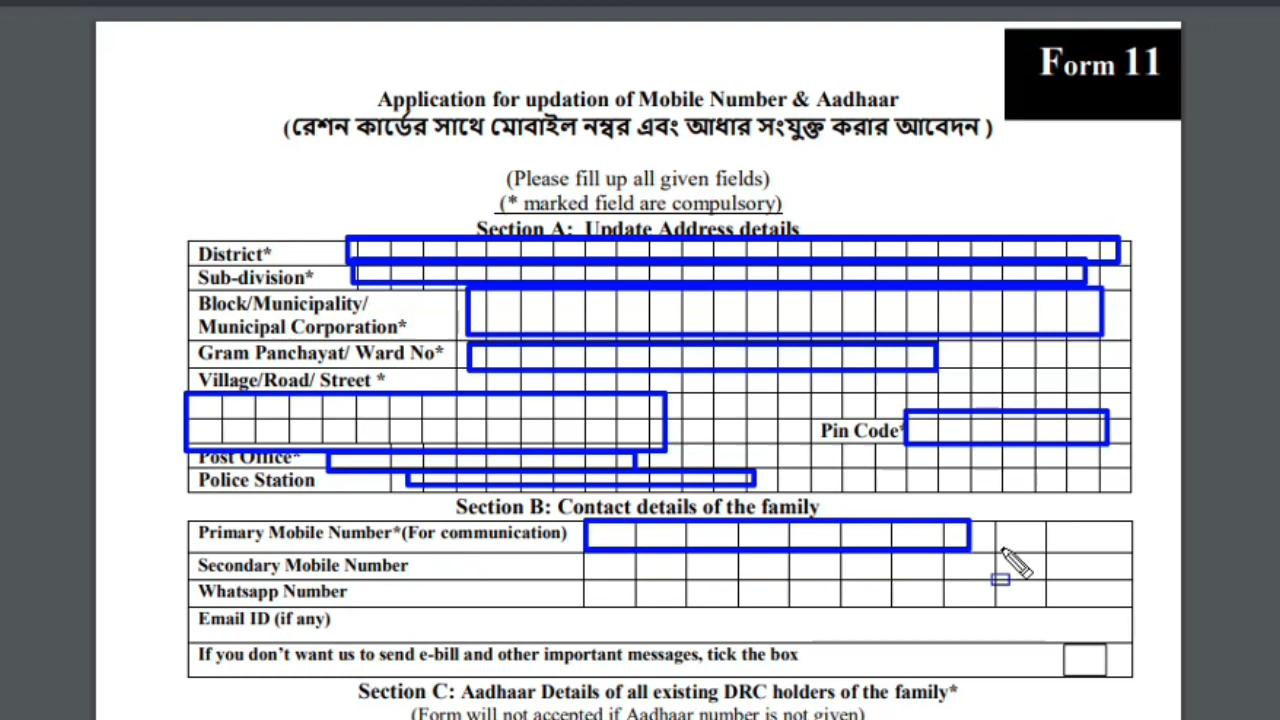 Form 11
Application for updation of Mobile Number & Aadhaar
(রেশন কার্ডের সাথে মোবাইল নম্বর এবং আধার সংযুক্ত করার আবেদন )
(Please fill up all given fields)
(* marked field are compulsory)
Section A: Update Address details
District*
Sub-division*
Block/Municipality/
Municipal Corporation*
Gram Panchayat/ Ward No*
Village/Road/ Street *
Pin Code*
Post Office*
Police Station
Section B: Contact details of the family
Primary Mobile Number*(For communication)
Secondary Mobile Number
Whatsapp Number
Email ID (if any)
If you don’t want us to send e-bill and other important messages, tick the box
Section C: Aadhaar Details of all existing DRC holders of the family*
(Form will not accepted if Aadhaar number is not given)